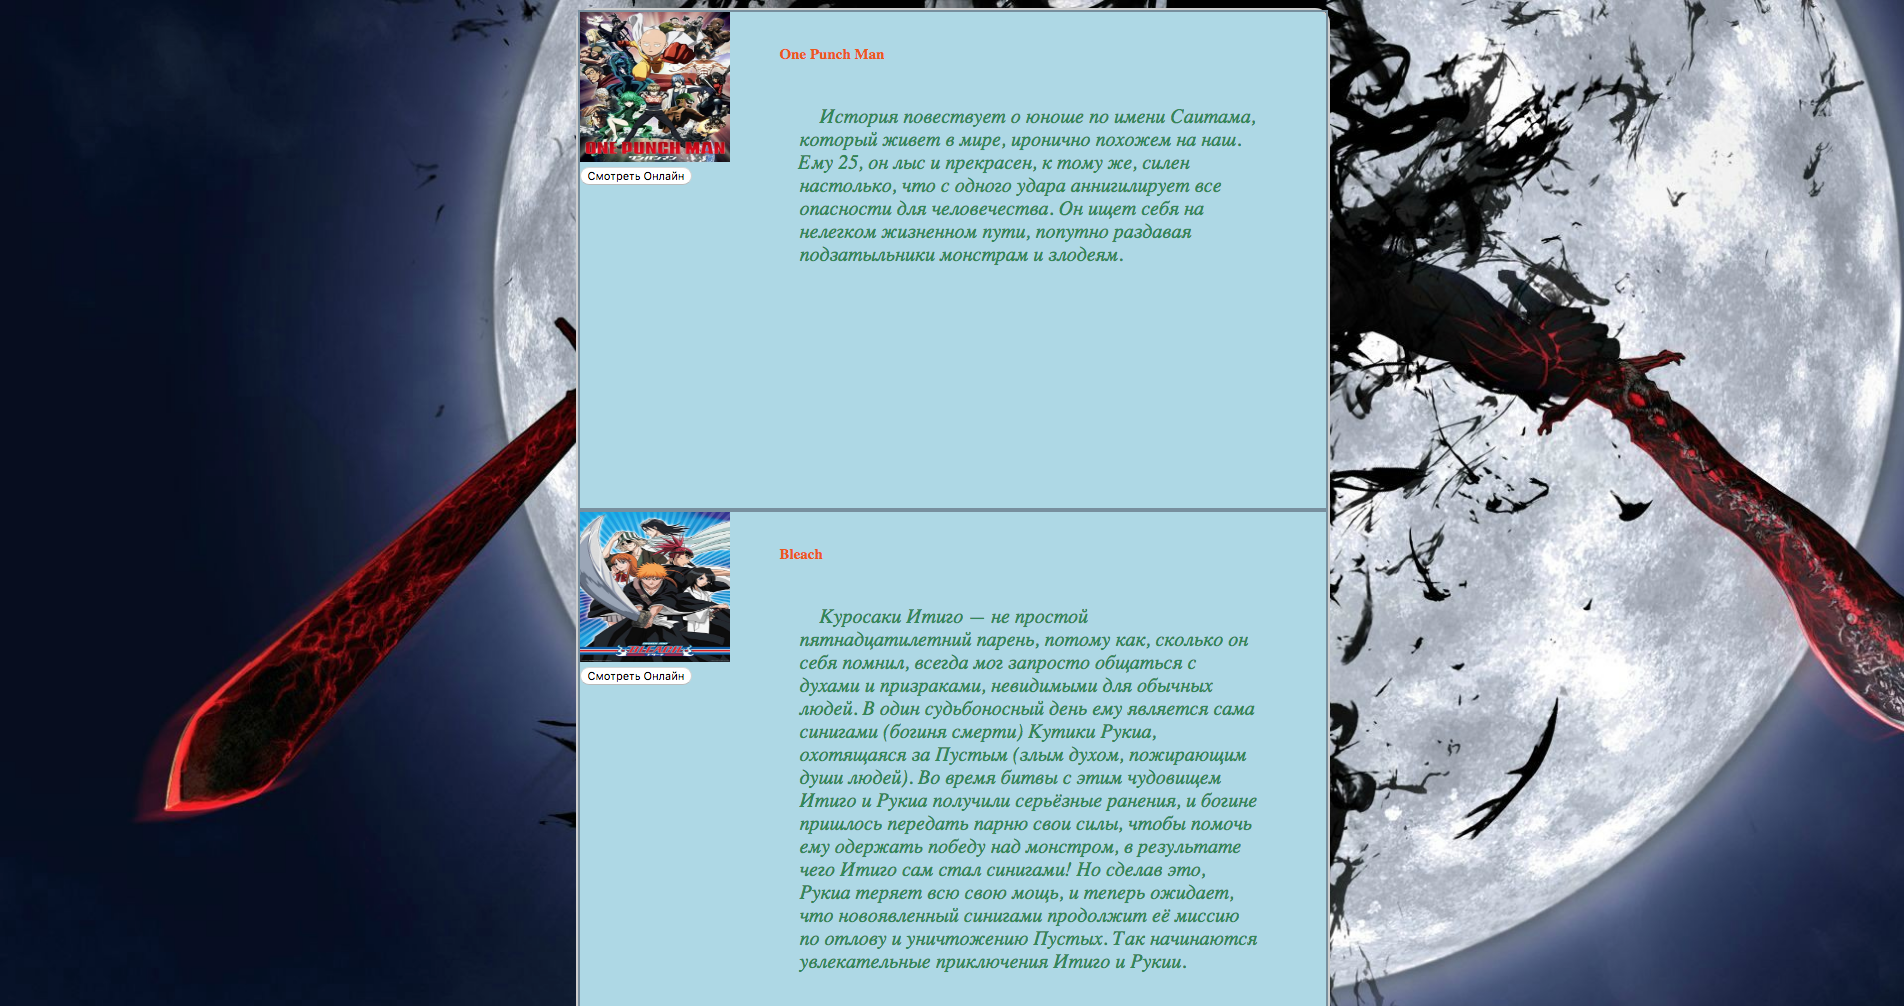 One Punch Man
ONE PUNCH MAN
ワンパンマン
Смотреть Онлайн
История повествует о юноше по имени Саитама,
который живет в мире, иронично похожем на наш.
Ему 25, он лыс и прекрасен, к тому же, силен
настолько, что с одного удара аннигилирует все
опасности для человечества. Он ищет себя на
нелегком жизненном пути, попутно раздавая
подзатыльники монстрам и злодеям.
Bleach
BLEACH
Смотреть Онлайн
Куросаки Итиго — не простой
пятнадцатилетний парень, потому как, сколько он
себя помнил, всегда мог запросто общаться с
духами и призраками, невидимыми для обычных
людей. В один судьбоносный день ему является сама
синигами (богиня смерти) Кутики Рукиа,
охотящаяся за Пустым (злым духом, пожирающим
души людей). Во время битвы с этим чудовищем
Итиго и Рукиа получили серьёзные ранения, и богине
пришлось передать парню свои силы, чтобы помочь
ему одержать победу над монстром, в результате
чего Итиго сам стал синигами! Но сделав это,
Рукиа теряет всю свою мощь, и теперь ожидает,
что новоявленный синигами продолжит её миссию
по отлову и уничтожению Пустых. Так начинаются
увлекательные приключения Итиго и Рукии.